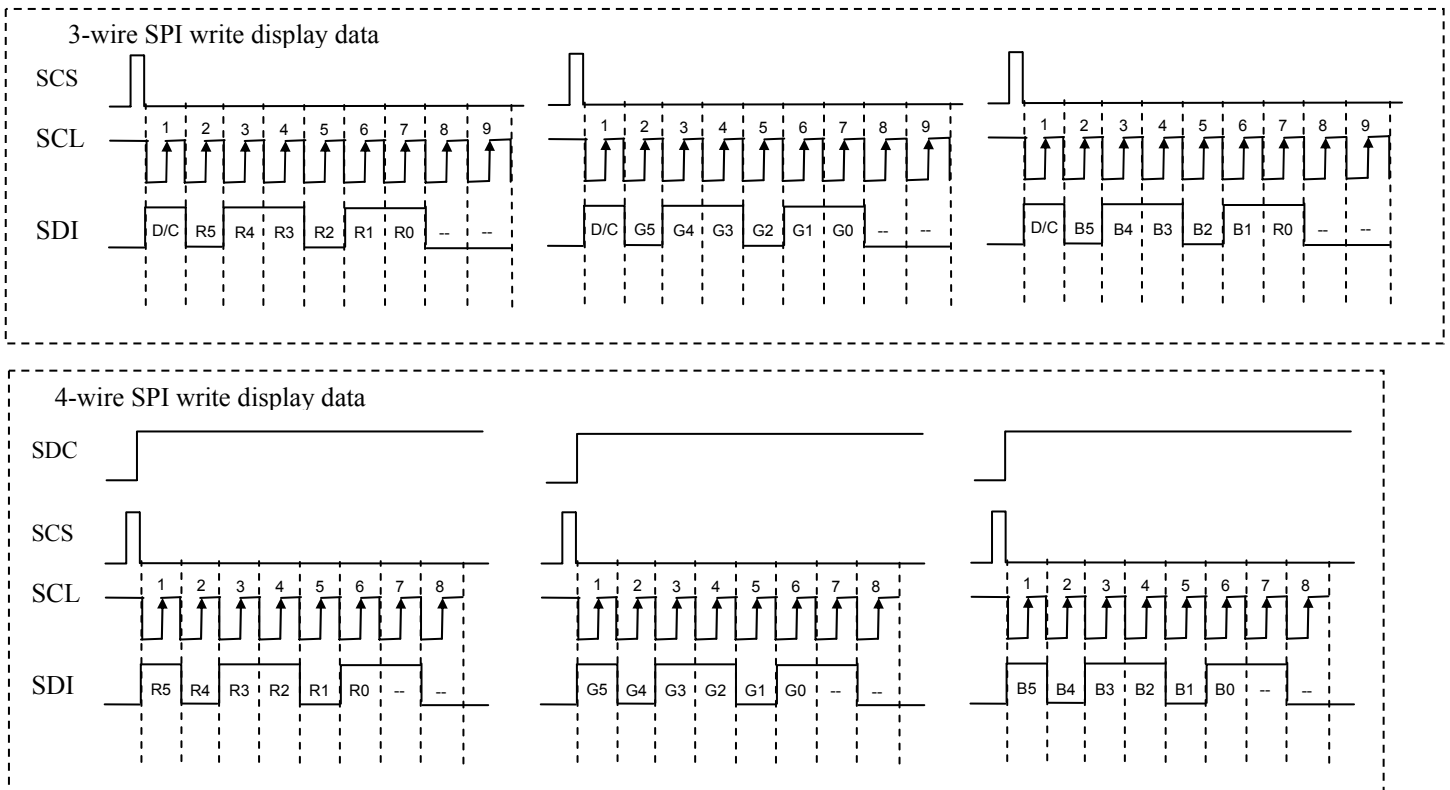 3-wire SPI write display data
SCS
SCL 1 2 3 4 5 6 7 8 9 1 2 3 4 5 6 7 8 9 1 2 3 4 5 6 7 8 9
SDI D/C R5 R4 R3 R2 R1 R0 -- -- D/C G5 G4 G3 G2 G1 G0 -- -- D/C B5 B4 B3 B2 B1 R0 -- --
4-wire SPI write display data
SDC
SCS
SCL 1 2 3 4 5 6 7 8 1 2 3 4 5 6 7 8 1 2 3 4 5 6 7 8
SDI R5 R4 R3 R2 R1 R0 -- -- G5 G4 G3 G2 G1 G0 -- -- B5 B4 B3 B2 B1 B0 -- --